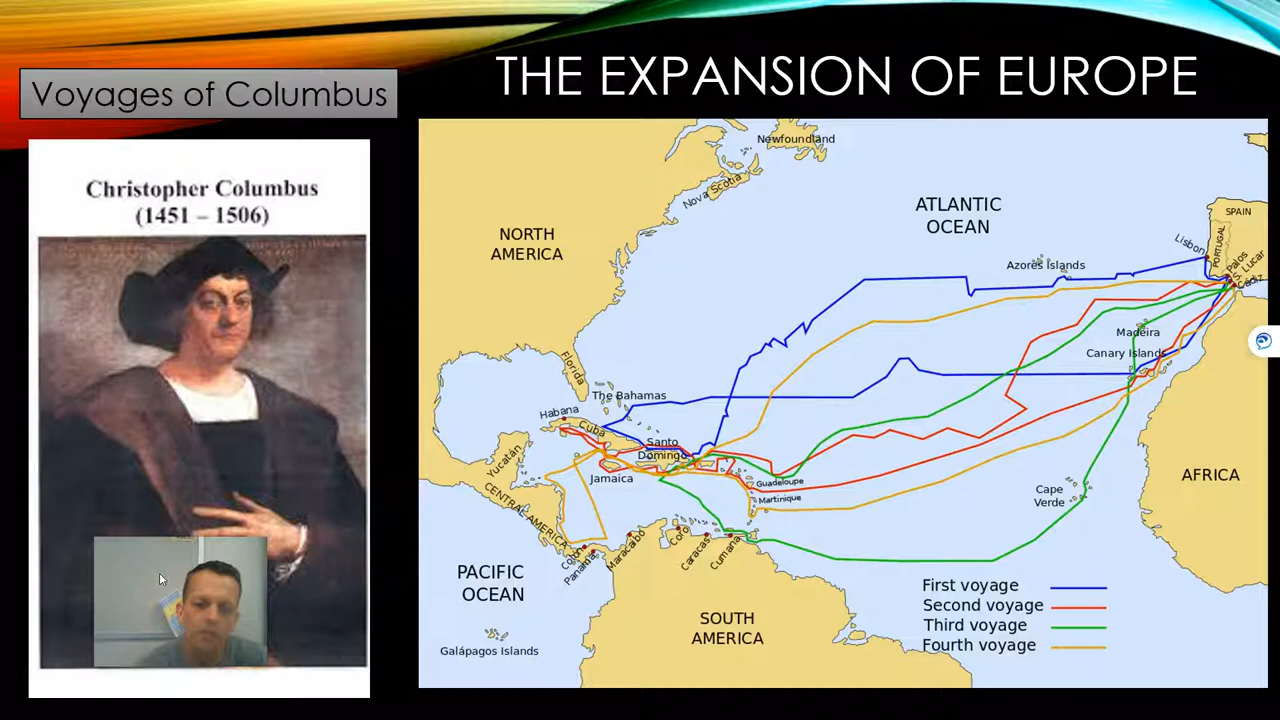 THE EXPANSION OF EUROPE
Voyages of Columbus
Christopher Columbus
(1451 – 1506)
Newfoundland
Nova Scotia
ATLANTIC
OCEAN
NORTH
AMERICA
SPAIN
PORTUGAL
Lisbon
Palos
S. Lucar
Cádiz
Azores Islands
Madeira
Canary Islands
Florida
The Bahamas
Habana
Cuba
Santo
Domingo
Yucatán
Jamaica
Guadeloupe
Martinique
CENTRAL AMERICA
Cape
Verde
AFRICA
Colón
Panama
Maracaibo
Coro
Caracas
Cumana
PACIFIC
OCEAN
SOUTH
AMERICA
Galápagos Islands
First voyage
Second voyage
Third voyage
Fourth voyage